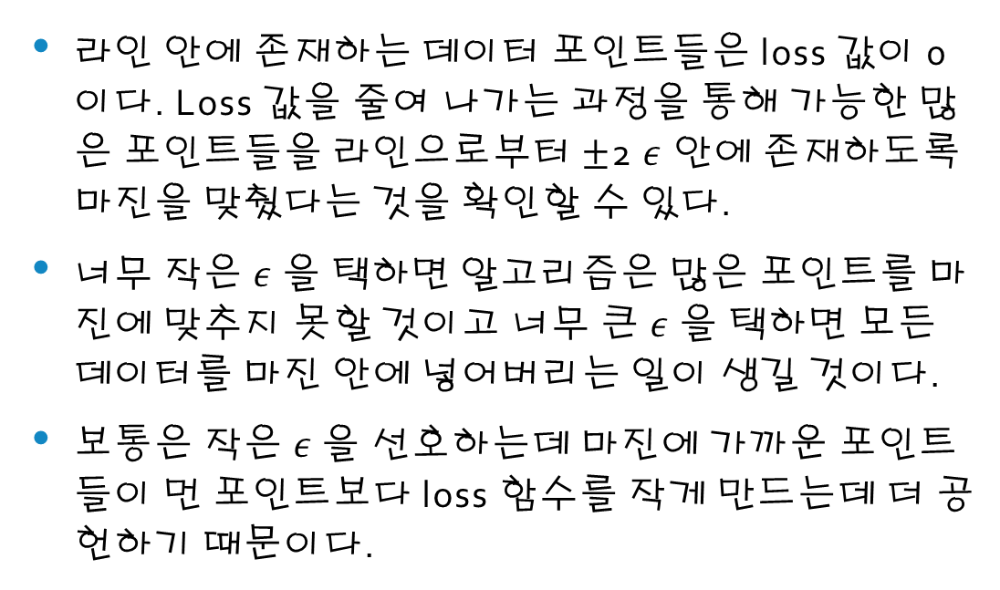 • 라인 안에 존재하는 데이터 포인트들은 loss 값이 0
이다. Loss 값을 줄여 나가는 과정을 통해 가능한 많
은 포인트들을 라인으로부터 ±2 ϵ 안에 존재하도록
마진을 맞췄다는 것을 확인할 수 있다.
• 너무 작은 ϵ 을 택하면 알고리즘은 많은 포인트를 마
진에 맞추지 못할 것이고 너무 큰 ϵ 을 택하면 모든
데이터를 마진 안에 넣어버리는 일이 생길 것이다.
• 보통은 작은 ϵ 을 선호하는데 마진에 가까운 포인트
들이 먼 포인트보다 loss 함수를 작게 만드는데 더 공
헌하기 때문이다.